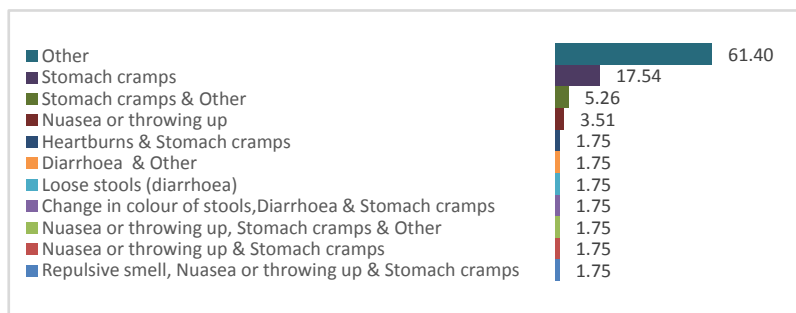 Other 61.40
Stomach cramps 17.54
Stomach cramps & Other 5.26
Nuasea or throwing up 3.51
Heartburns & Stomach cramps 1.75
Diarrhoea  & Other 1.75
Loose stools (diarrhoea) 1.75
Change in colour of stools,Diarrhoea & Stomach cramps 1.75
Nuasea or throwing up, Stomach cramps & Other 1.75
Nuasea or throwing up & Stomach cramps 1.75
Repulsive smell, Nuasea or throwing up & Stomach cramps 1.75